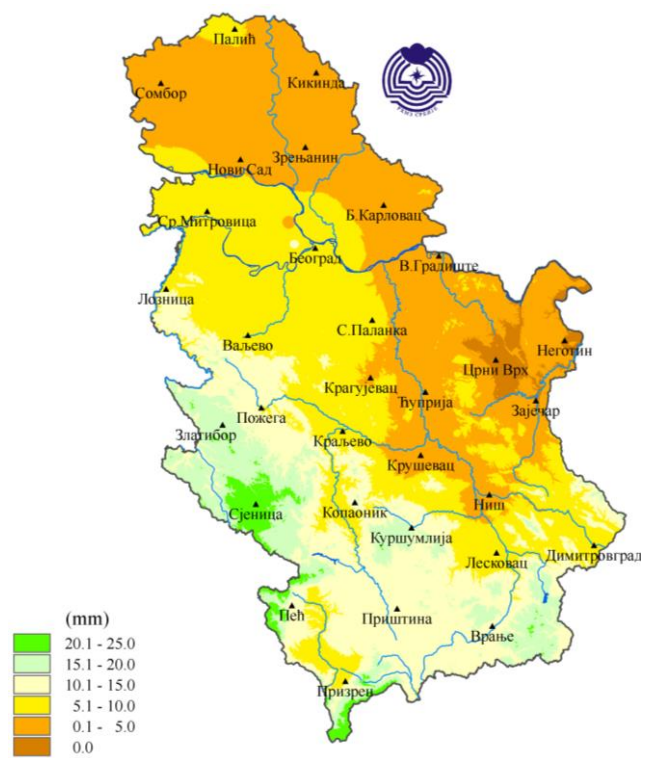 Палић
Сомбор
Кикинда
Зрењанин
Нови Сад
Ср.Митровица
Б.Карловац
Београд
В.Градиште
Лозница
С.Паланка
Ваљево
Црни Врх
Неготин
Крагујевац
Ћуприја
Зајечар
Пожега
Златибор
Краљево
Крушевац
Сјеница
Копаоник
Ниш
Куршумлија
Лесковац
Димитровград
Пећ
Приштина
Врање
Призрен
(mm)
20.1 - 25.0
15.1 - 20.0
10.1 - 15.0
5.1 - 10.0
0.1 - 5.0
0.0